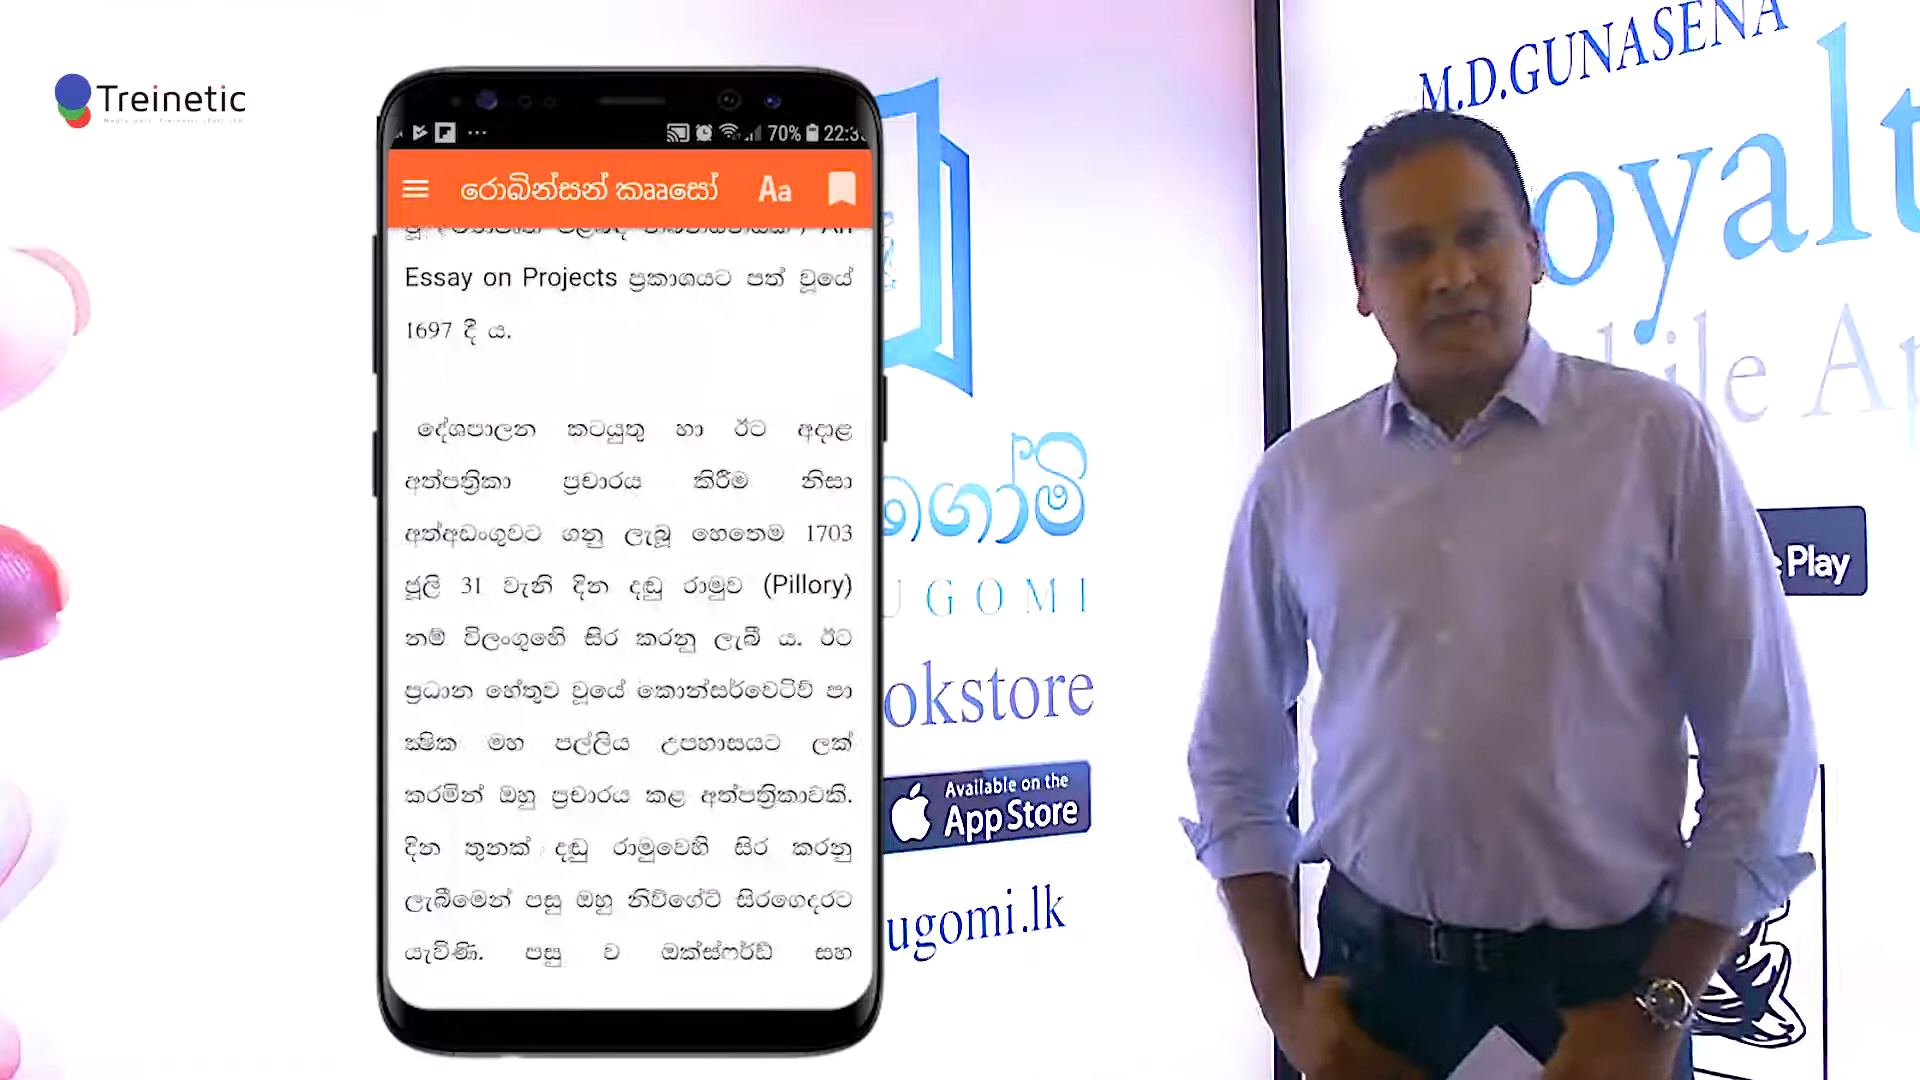 Treinetic
70% 22:3
රොබින්සන් කෲසෝ Aa
Essay on Projects ප්‍රකාශයට පත් වූයේ
1697 දී ය.
දේශපාලන කටයුතු හා ඊට අදාළ
අත්පත්‍රිකා ප්‍රචාරය කිරීම නිසා
අත්අඩංගුවට ගනු ලැබූ හෙතෙම 1703
ජූලි 31 වැනි දින දඬු රාමුව (Pillory)
නම් විලංගුහෙි සිර කරනු ලැබී ය. ඊට
ප්‍රධාන හේතුව වූයේ කොන්සර්වෙටිව් පා
ක්‍ෂික මහ පල්ලිය උපහාසයට ලක්
කරමින් ඔහු ප්‍රචාරය කළ අත්පත්‍රිකාවකි.
දින තුනක් දඬු රාමුවෙහි සිර කරනු
ලැබීමෙන් පසු ඔහු නිව්ගේට් සිරගෙදරට
යැවිණි. පසු ව ඔක්ස්ෆර්ඩ් සහ
ගෝමි
UGOMI
okstore
Available on the
App Store
ugomi.lk
M.D.GUNASENA
oyalt
ile Ap
Play